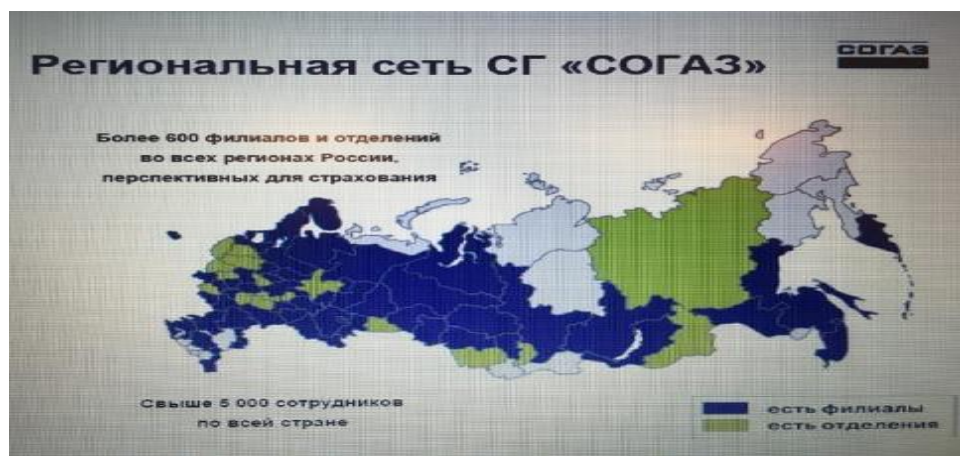 Региональная сеть СГ «СОГАЗ»
СОГАЗ
Более 600 филиалов и отделений
во всех регионах России,
перспективных для страхования
Свыше 5 000 сотрудников
по всей стране
есть филиалы
есть отделения